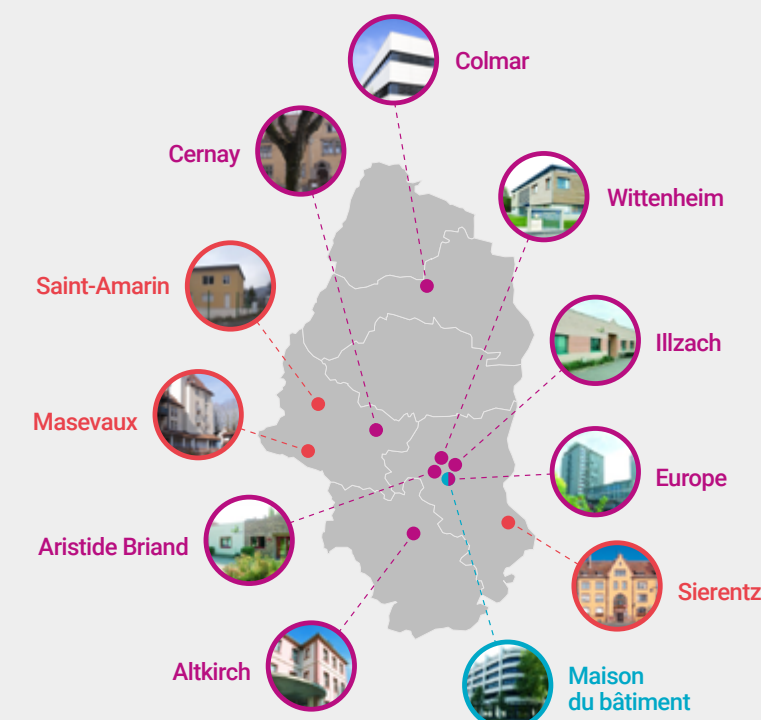 Colmar
Cernay
Wittenheim
Saint-Amarin
Illzach
Masevaux
Europe
Aristide Briand
Sierentz
Altkirch
Maison
du bâtiment